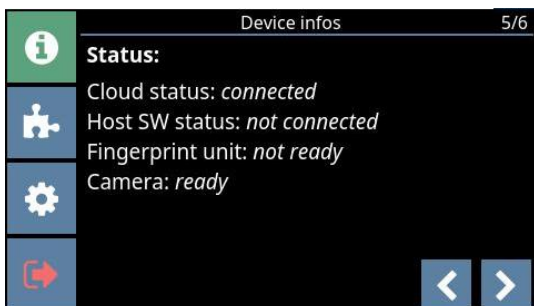 Device infos 5/6
Status:
Cloud status: connected
Host SW status: not connected
Fingerprint unit: not ready
Camera: ready